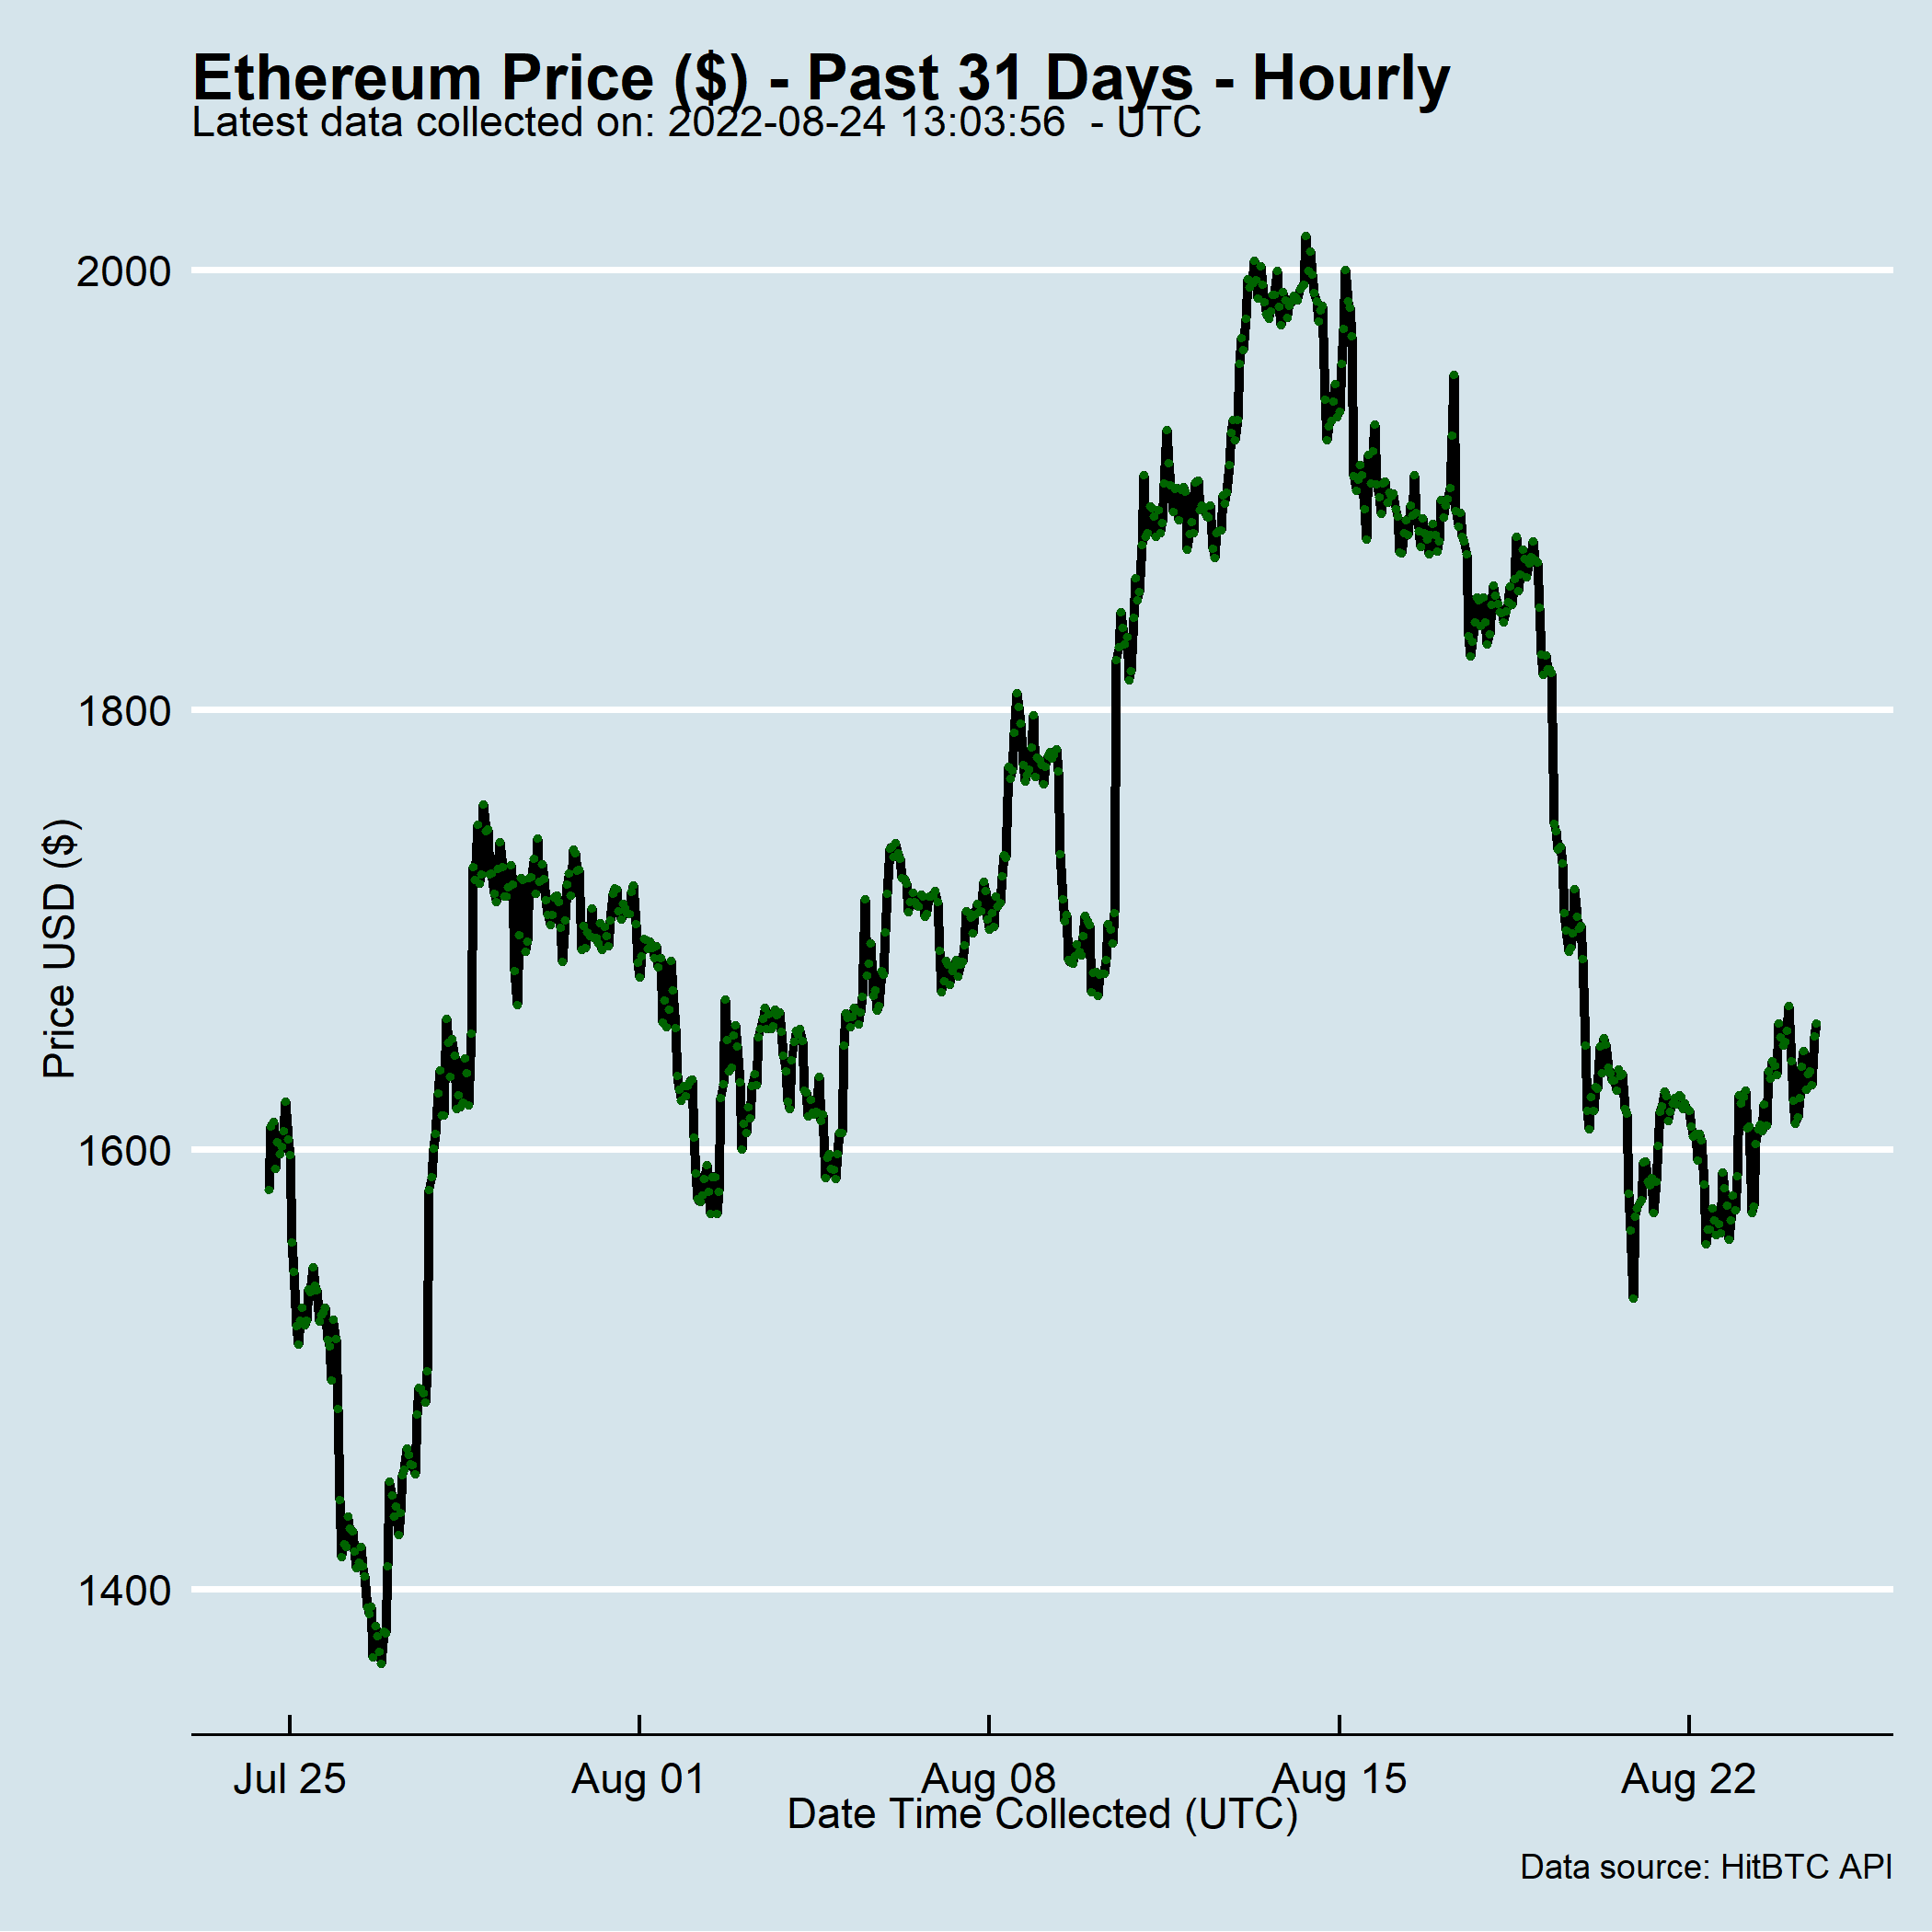 Ethereum Price ($) - Past 31 Days - Hourly
Latest data collected on: 2022-08-24 13:03:56  - UTC
2000
1800
1600
1400
Price USD ($)
Jul 25
Aug 01
Aug 08
Aug 15
Aug 22
Date Time Collected (UTC)
Data source: HitBTC API